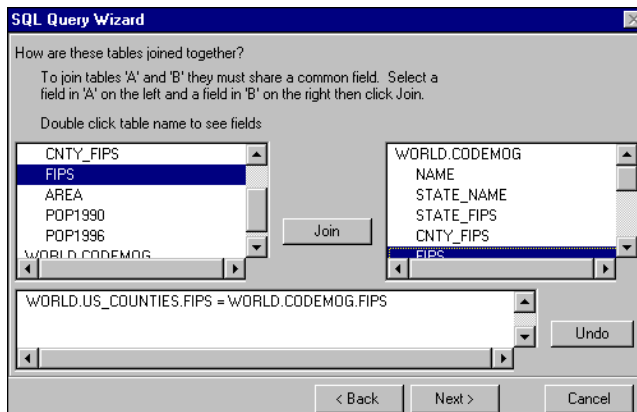 SQL Query Wizard
How are these tables joined together?
To join tables 'A' and 'B' they must share a common field. Select a
field in 'A' on the left and a field in 'B' on the right then click Join.
Double click table name to see fields
CNTY_FIPS
FIPS
AREA
POP1990
POP1996
WORLD.CODEMOG
Join
WORLD.CODEMOG
NAME
STATE_NAME
STATE_FIPS
CNTY_FIPS
FIPS
WORLD.US_COUNTIES.FIPS = WORLD.CODEMOG.FIPS
Undo
< Back
Next >
Cancel